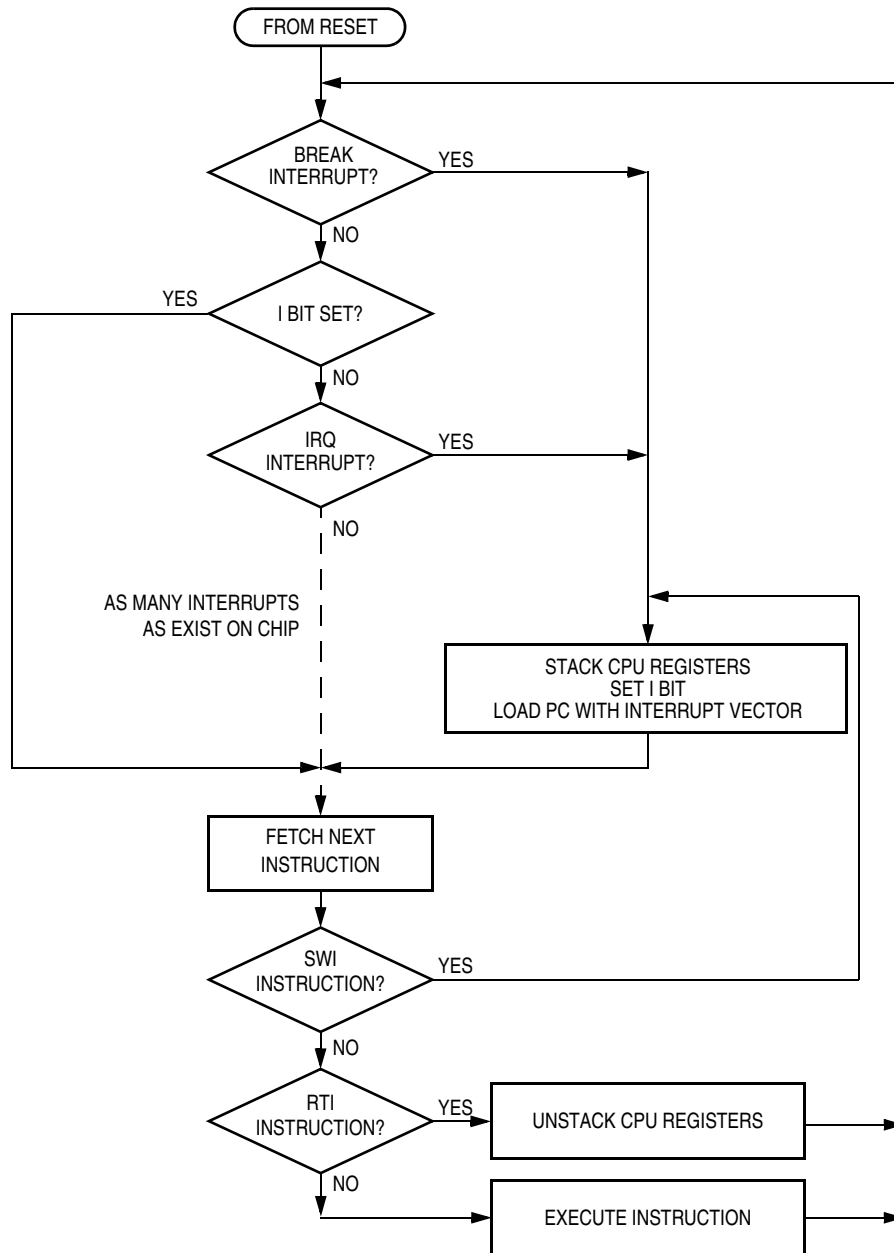 FROM RESET
BREAK
INTERRUPT?
YES
NO
YES
I BIT SET?
NO
IRQ
INTERRUPT?
YES
NO
AS MANY INTERRUPTS
AS EXIST ON CHIP
STACK CPU REGISTERS
SET I BIT
LOAD PC WITH INTERRUPT VECTOR
FETCH NEXT
INSTRUCTION
SWI
INSTRUCTION?
YES
NO
RTI
INSTRUCTION?
YES
UNSTACK CPU REGISTERS
NO
EXECUTE INSTRUCTION